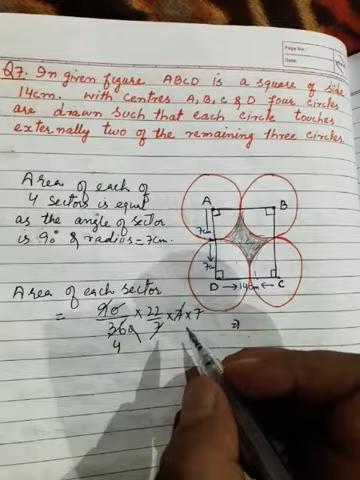 Page No.:
Date:
Q7. In given figure ABCD is a square of side
14cm. with centres A, B, C & D four circles
are drawn such that each circle touches
externally two of the remaining three circles.
Area of each of
4 sectors is equal
as the angle of sector
is 90° & radius = 7cm.
A
B
7cm
7cm
D → 14cm ← C
Area of each sector
= 90/360 × 22/7 × 7 × 7
4